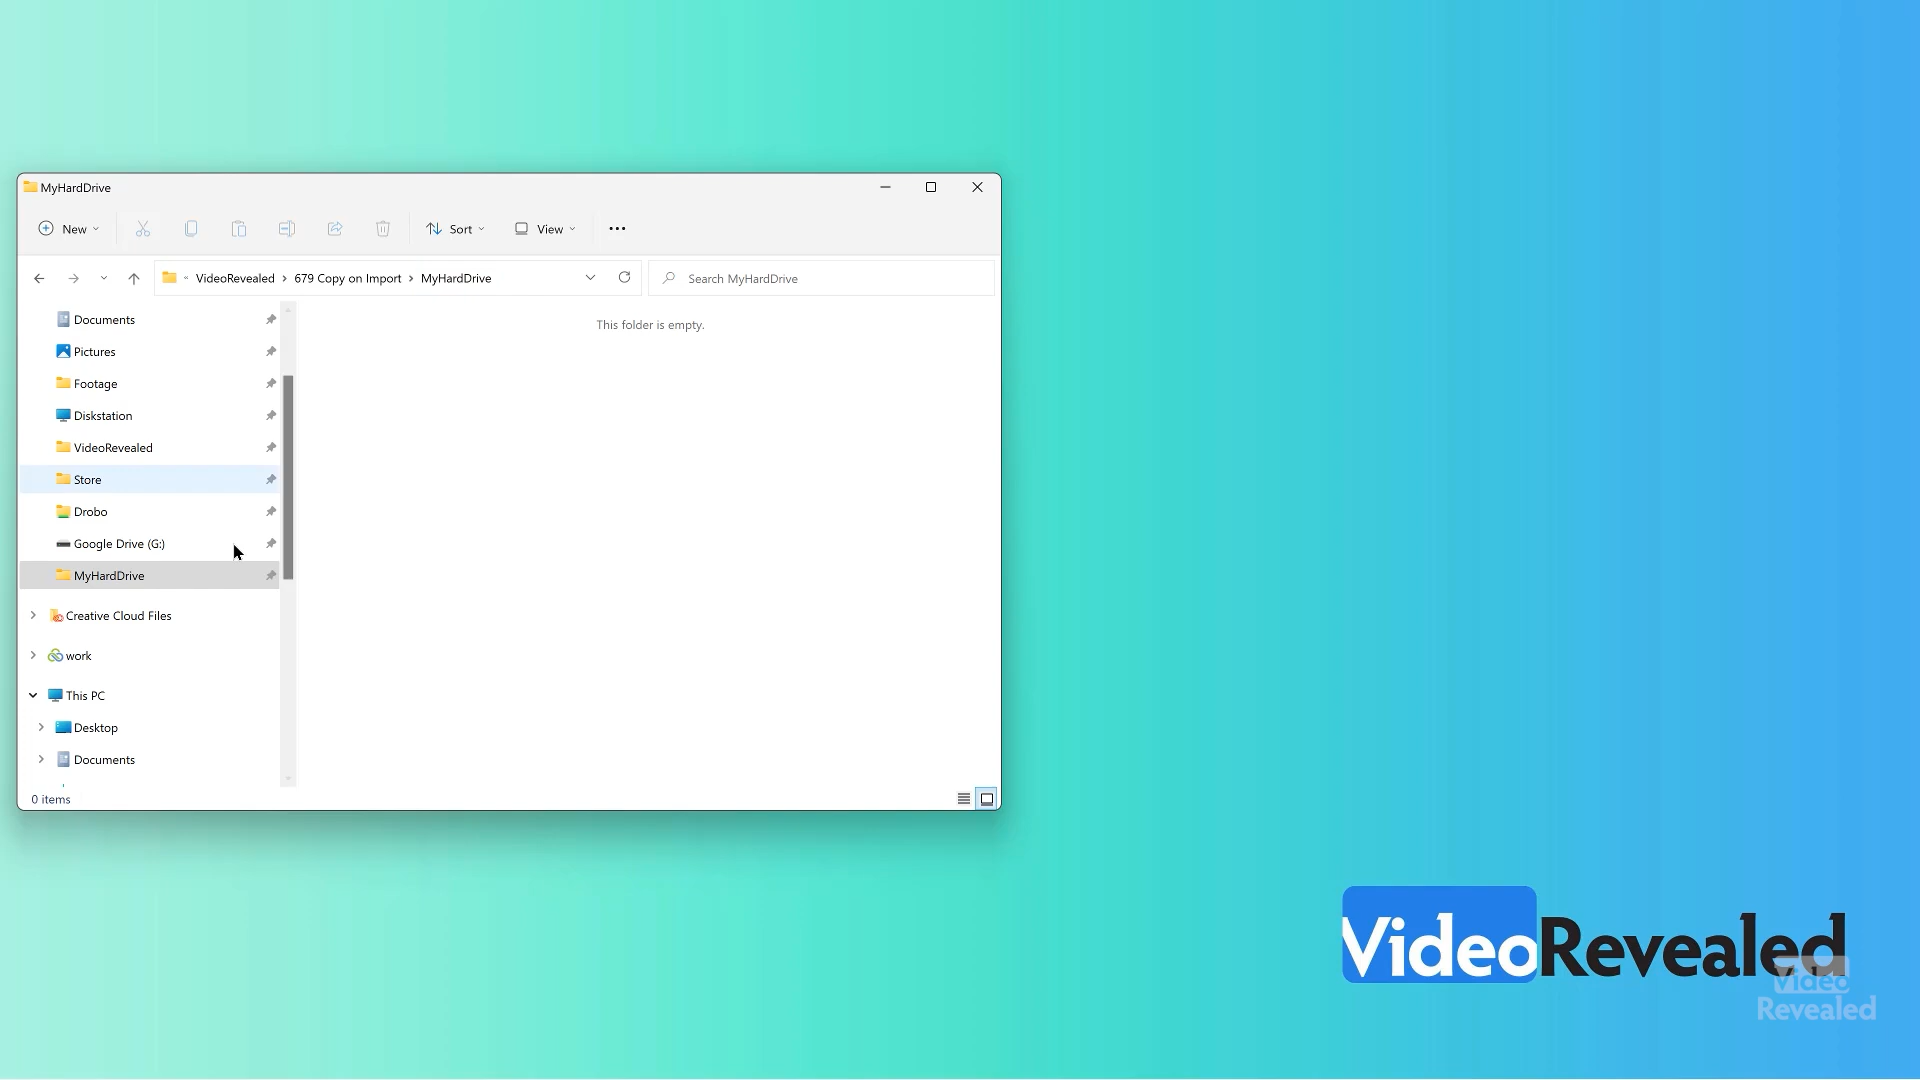 MyHardDrive
New
Sort
View
VideoRevealed
679 Copy on Import
MyHardDrive
Search MyHardDrive
Documents
Pictures
Footage
Diskstation
VideoRevealed
Store
Drobo
Google Drive (G:)
MyHardDrive
Creative Cloud Files
work
This PC
Desktop
Documents
This folder is empty.
0 items
VideoRevealed
Video
Revealed